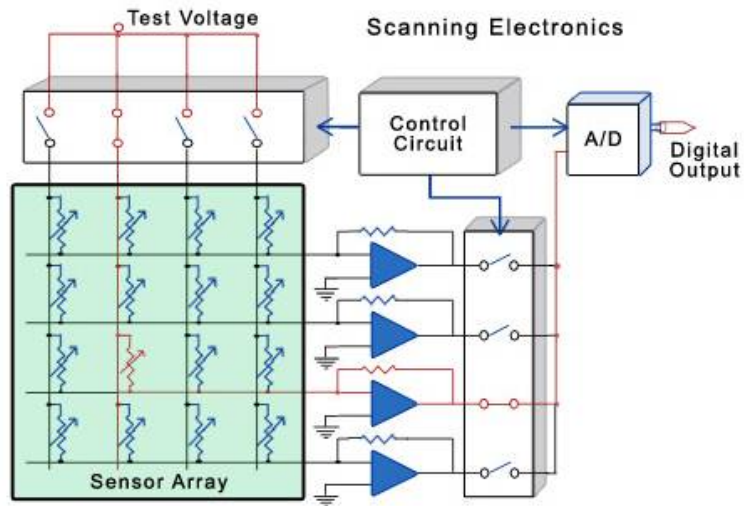 Test Voltage
Scanning Electronics
Control
Circuit
A/D
Digital
Output
Sensor Array